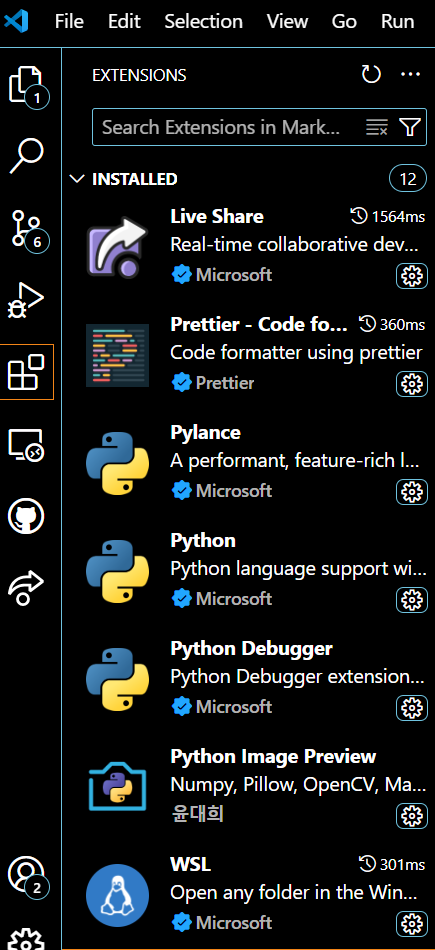 File Edit Selection View Go Run
EXTENSIONS
1
Search Extensions in Mark...
INSTALLED 12
Live Share 1564ms
Real-time collaborative dev...
Microsoft
6
Prettier - Code fo... 360ms
Code formatter using prettier
Prettier
Pylance
A performant, feature-rich l...
Microsoft
Python
Python language support wi...
Microsoft
Python Debugger
Python Debugger extension...
Microsoft
Python Image Preview
Numpy, Pillow, OpenCV, Ma...
윤대희
WSL 301ms
Open any folder in the Win...
Microsoft
2